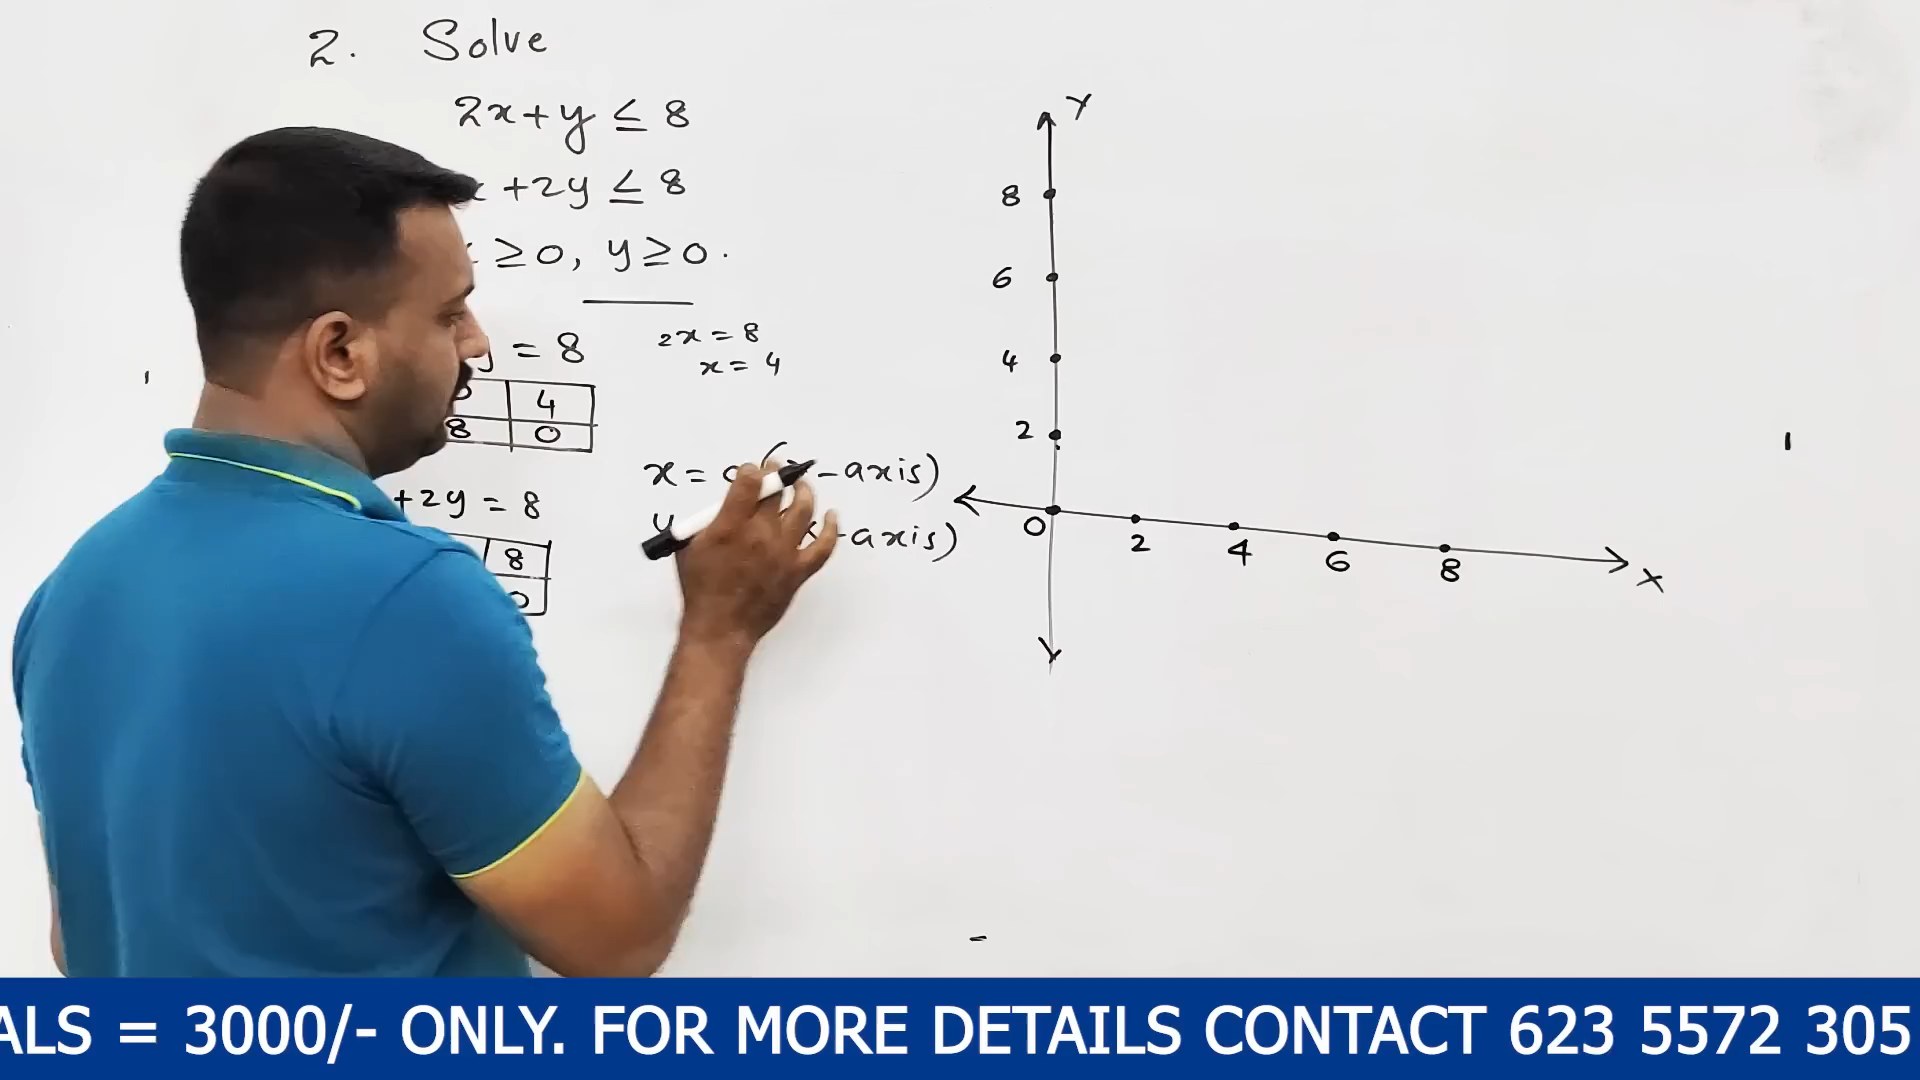 2. Solve
2x+y ≤ 8
+2y ≤ 8
≥0, y≥0.
= 8
2x = 8
x = 4
4
8 0
x = (-axis)
+2y = 8
-axis)
8
0
Y
8
6
4
2
0 2 4 6 8
X
ALS = 3000/- ONLY. FOR MORE DETAILS CONTACT 623 5572 305